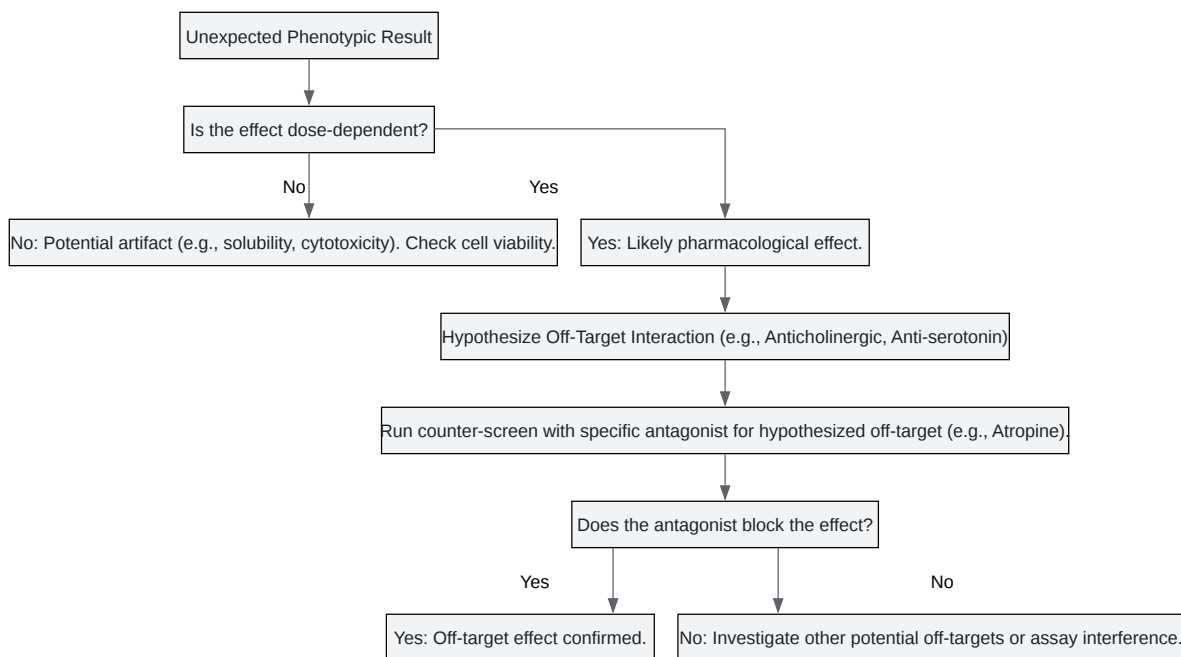 Unexpected Phenotypic Result
Is the effect dose-dependent?
No
Yes
No: Potential artifact (e.g., solubility, cytotoxicity). Check cell viability.
Yes: Likely pharmacological effect.
Hypothesize Off-Target Interaction (e.g., Anticholinergic, Anti-serotonin)
Run counter-screen with specific antagonist for hypothesized off-target (e.g., Atropine).
Does the antagonist block the effect?
Yes
No
Yes: Off-target effect confirmed.
No: Investigate other potential off-targets or assay interference.